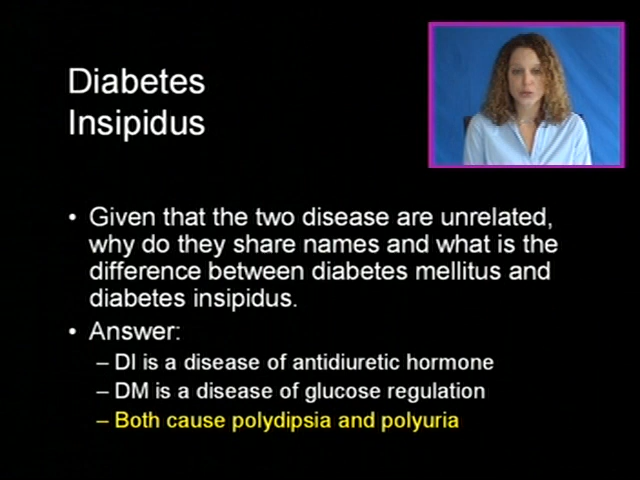 Diabetes
Insipidus
• Given that the two disease are unrelated,
why do they share names and what is the
difference between diabetes mellitus and
diabetes insipidus.
• Answer:
– DI is a disease of antidiuretic hormone
– DM is a disease of glucose regulation
– Both cause polydipsia and polyuria